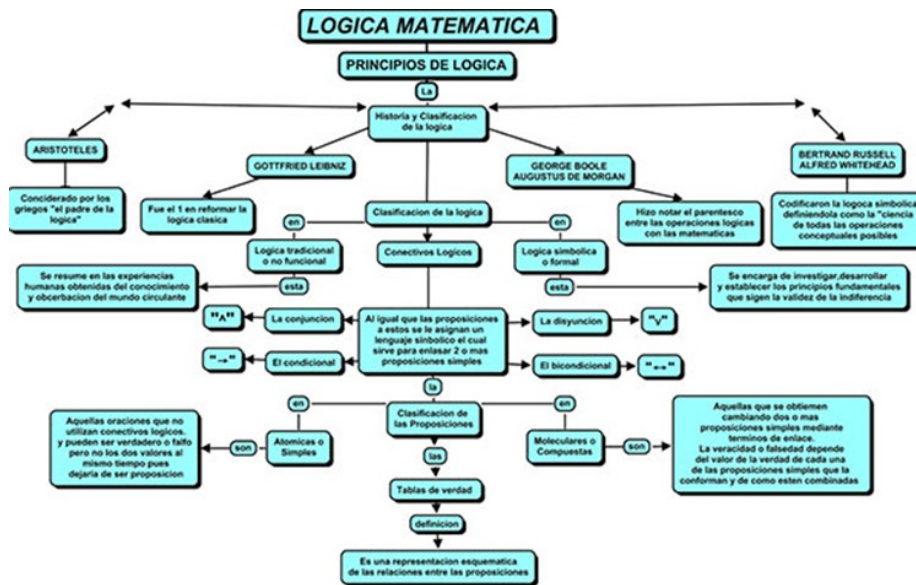 LOGICA MATEMATICA
PRINCIPIOS DE LOGICA
La
Historia y Clasificacion
de la logica
ARISTOTELES
GOTTFRIED LEIBNIZ
GEORGE BOOLE
AUGUSTUS DE MORGAN
BERTRAND RUSSELL
ALFRED WHITEHEAD
Conciderado por los
griegos "el padre de la
logica"
Fue el 1 en reformar la
logica clasica
Clasificacion de la logica
Hizo notar el parentesco
entre las operaciones logicas
con las matematicas
Codificaron la logoca simbolica
definiendola como la "ciencia
de todas las operaciones
conceptuales posibles
en
en
Logica tradicional
o no funcional
Conectivos Logicos
Logica simbolica
o formal
esta
esta
Se resume en las experiencias
humanas obtenidas del conocimiento
y obcerbacion del mundo circulante
Se encarga de investigar,desarrollar
y establecer los principios fundamentales
que sigen la validez de la indiferencia
"^"
La conjuncion
Al igual que las proposiciones
a estos se le asignan un
lenguaje sinbolico el cual
sirve para enlasar 2 o mas
proposiciones simples
La disyuncion
"v"
"→"
El condicional
El bicondicional
"↔"
la
en
en
Clasificacion de
las Proposiciones
Aquellas oraciones que no
utilizan conectivos logicos.
y pueden ser verdadero o falfo
pero no los dos valores al
mismo tiempo pues
dejaria de ser proposicion
son
Atomicas o
Simples
Moleculares o
Compuestas
son
Aquellas que se obtiemen
cambiando dos o mas
proposiciones simples mediante
terminos de enlace.
La veracidad o falsedad depende
del valor de la verdad de cada una
de las proposiciones simples que la
conforman y de como esten combinadas
las
Tablas de verdad
definicion
Es una representacion esquematica
de las relaciones entre las proposiciones